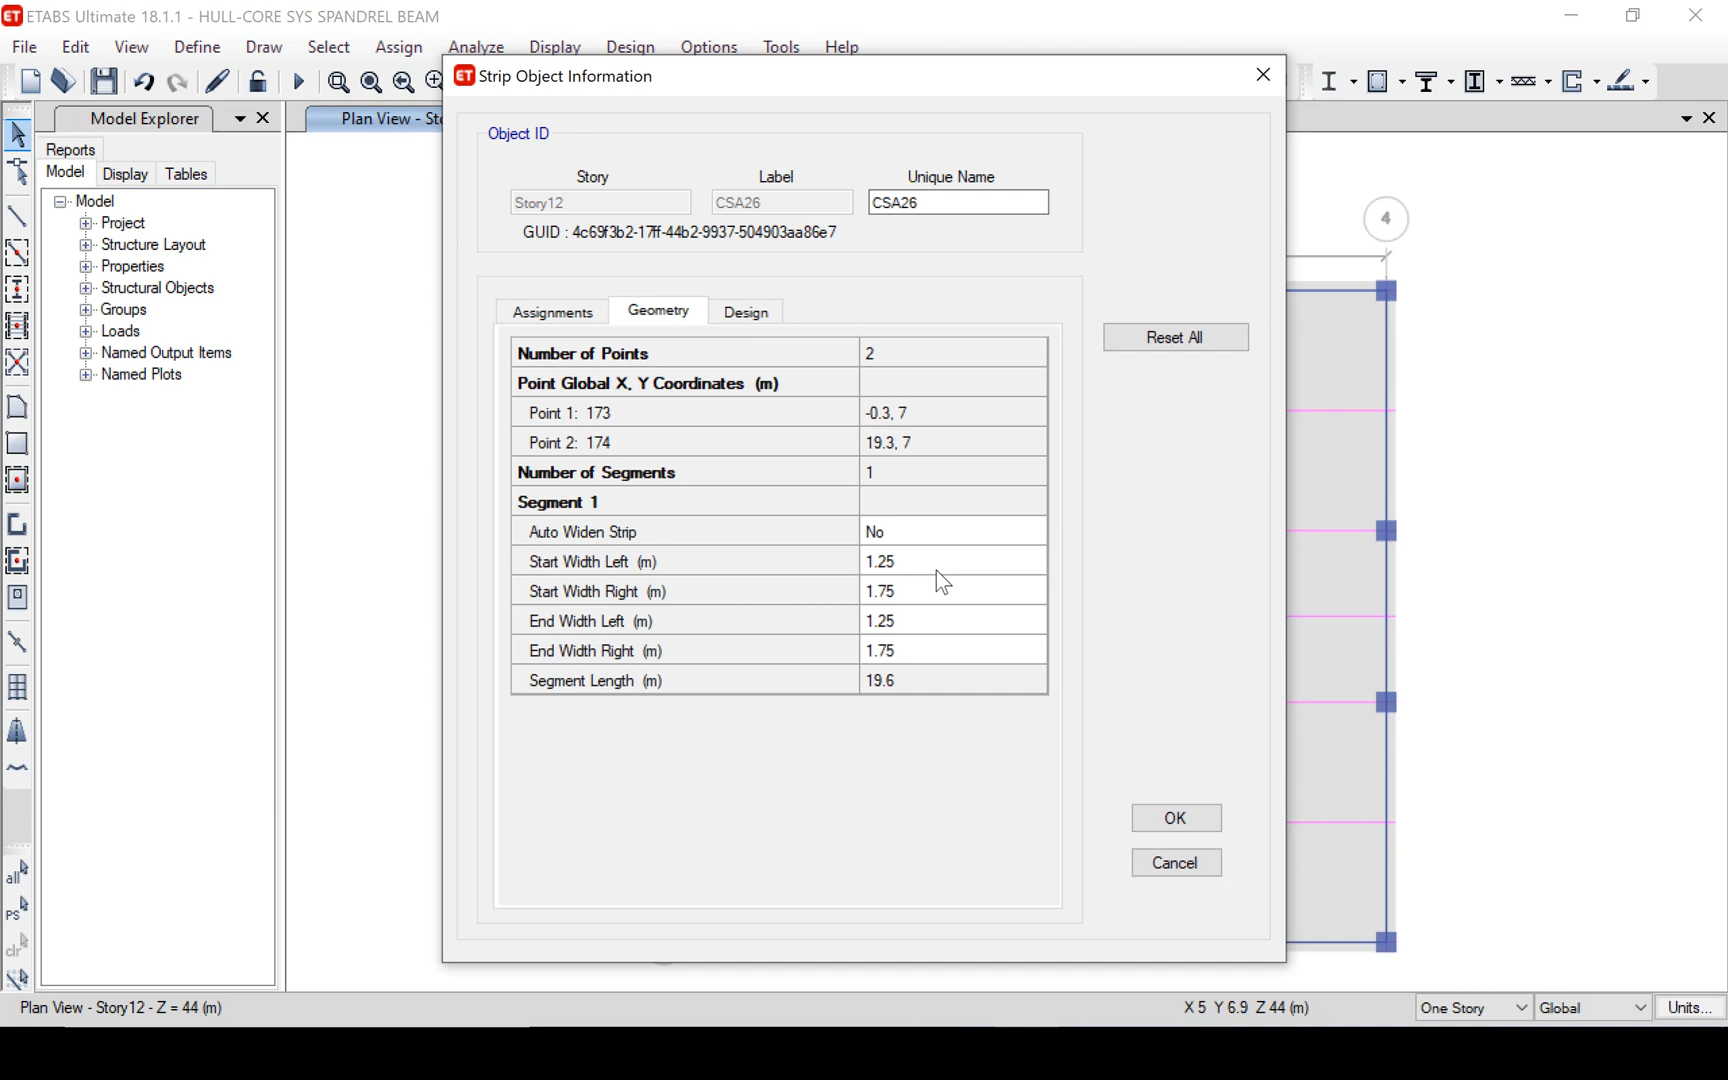 ET ETABS Ultimate 18.1.1 - HULL-CORE SYS SPANDREL BEAM
File Edit View Define Draw Select Assign Analyze Display Design Options Tools Help
ET Strip Object Information
Model Explorer
Plan View - Sto
Reports
Model Display Tables
Model
Project
Structure Layout
Properties
Structural Objects
Groups
Loads
Named Output Items
Named Plots
Object ID
Story Label Unique Name
Story12 CSA26 CSA26
GUID : 4c69f3b2-17ff-44b2-9937-504903aa86e7
Assignments Geometry Design
Number of Points 2
Point Global X, Y Coordinates (m)
Point 1: 173 -0.3, 7
Point 2: 174 19.3, 7
Number of Segments 1
Segment 1
Auto Widen Strip No
Start Width Left (m) 1.25
Start Width Right (m) 1.75
End Width Left (m) 1.25
End Width Right (m) 1.75
Segment Length (m) 19.6
Reset All
OK
Cancel
4
all
PS
clr
Plan View - Story12 - Z = 44 (m) X 5 Y 6.9 Z 44 (m) One Story Global Units...